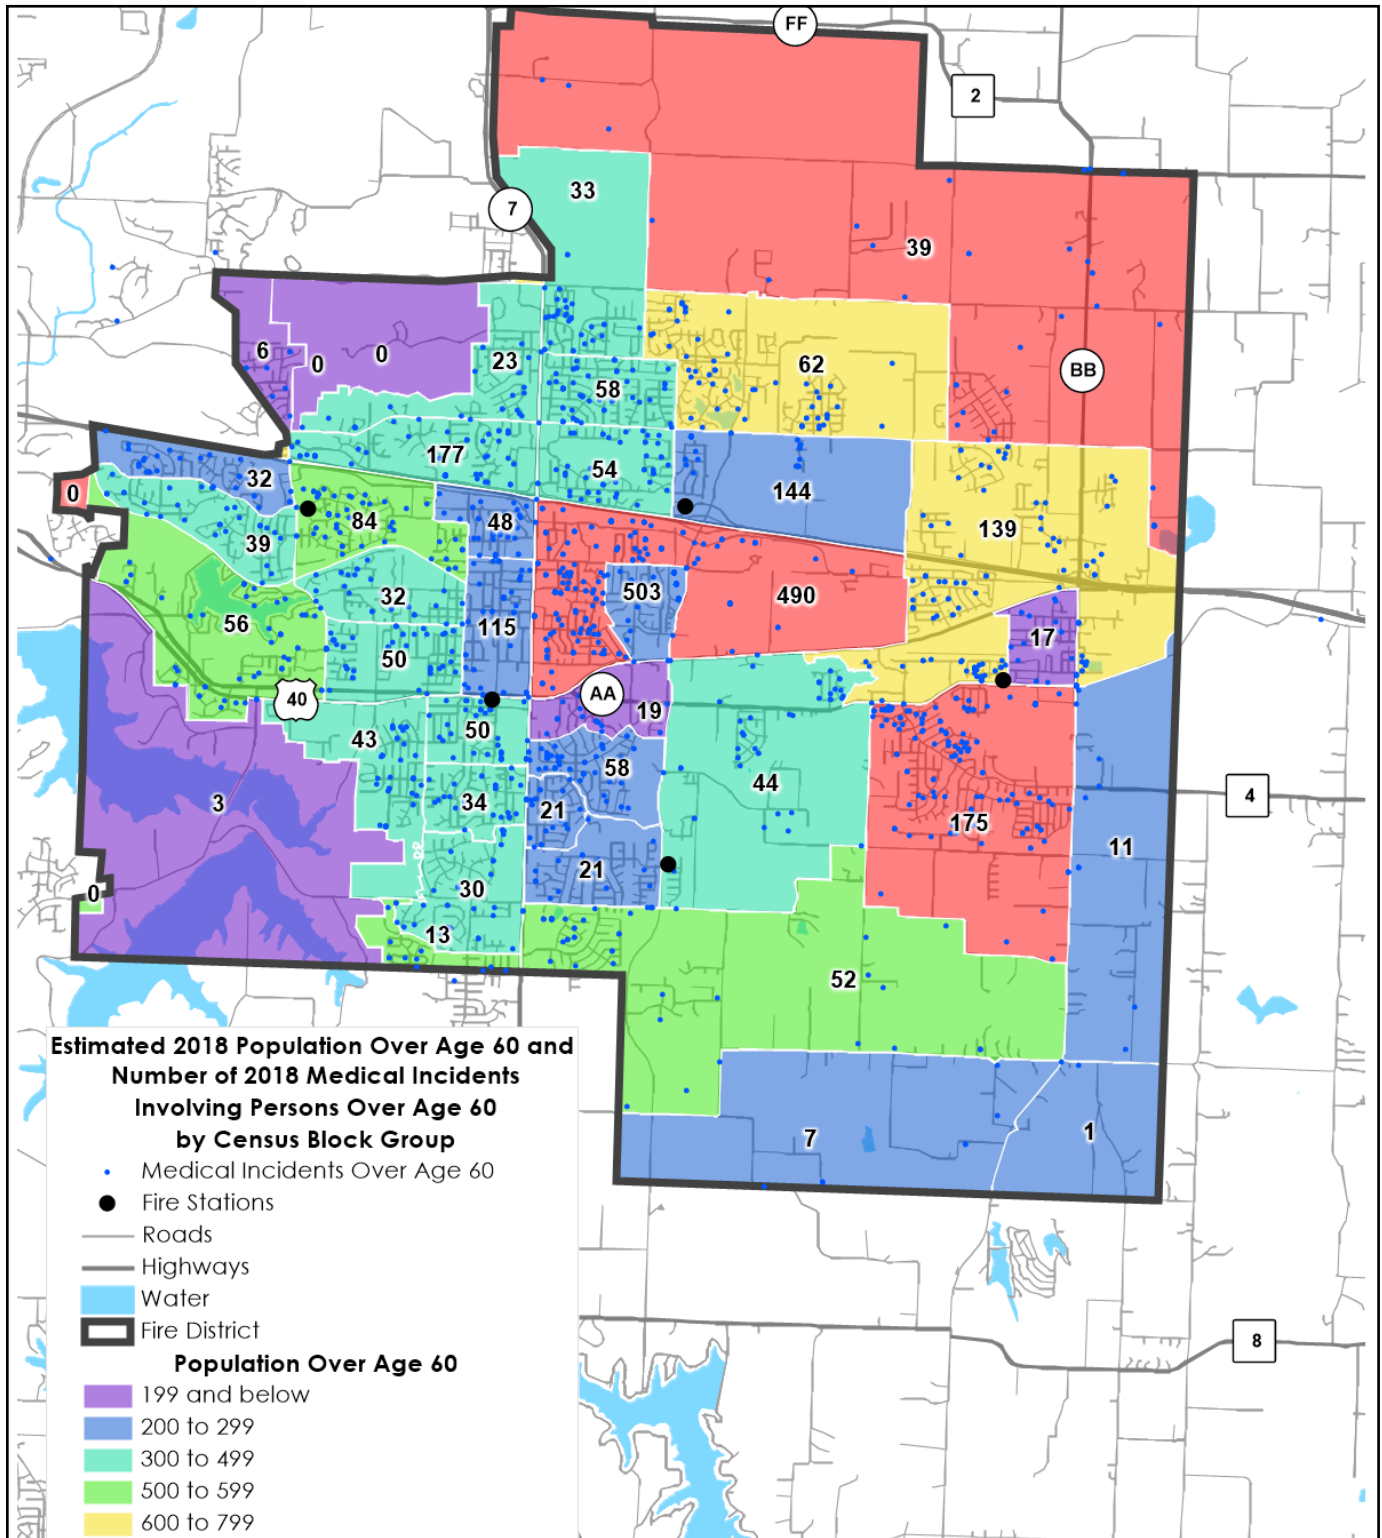 FF
2
33
7
39
6
0
0
23
62
BB
58
177
54
32
0
144
84
48
139
39
32
503
490
56
115
17
50
40
AA
19
50
43
58
3
44
4
34
21
175
11
21
30
0
13
52
7
1
Estimated 2018 Population Over Age 60 and
Number of 2018 Medical Incidents
Involving Persons Over Age 60
by Census Block Group
Medical Incidents Over Age 60
Fire Stations
Roads
Highways
Water
Fire District
8
Population Over Age 60
199 and below
200 to 299
300 to 499
500 to 599
600 to 799